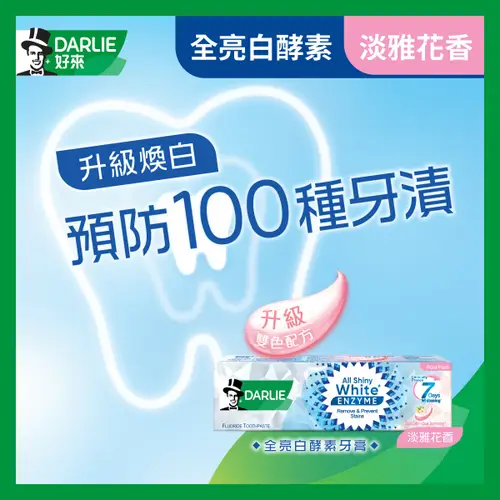 DARLIE
好來
全亮白酵素
淡雅花香
升級煥白
預防100種牙漬
升級
雙色配方
DARLIE
FLUORIDE TOOTHPASTE
All Shiny
White
ENZYME
Remove & Prevent
Stains
7
Days
淡雅花香
全亮白酵素牙膏